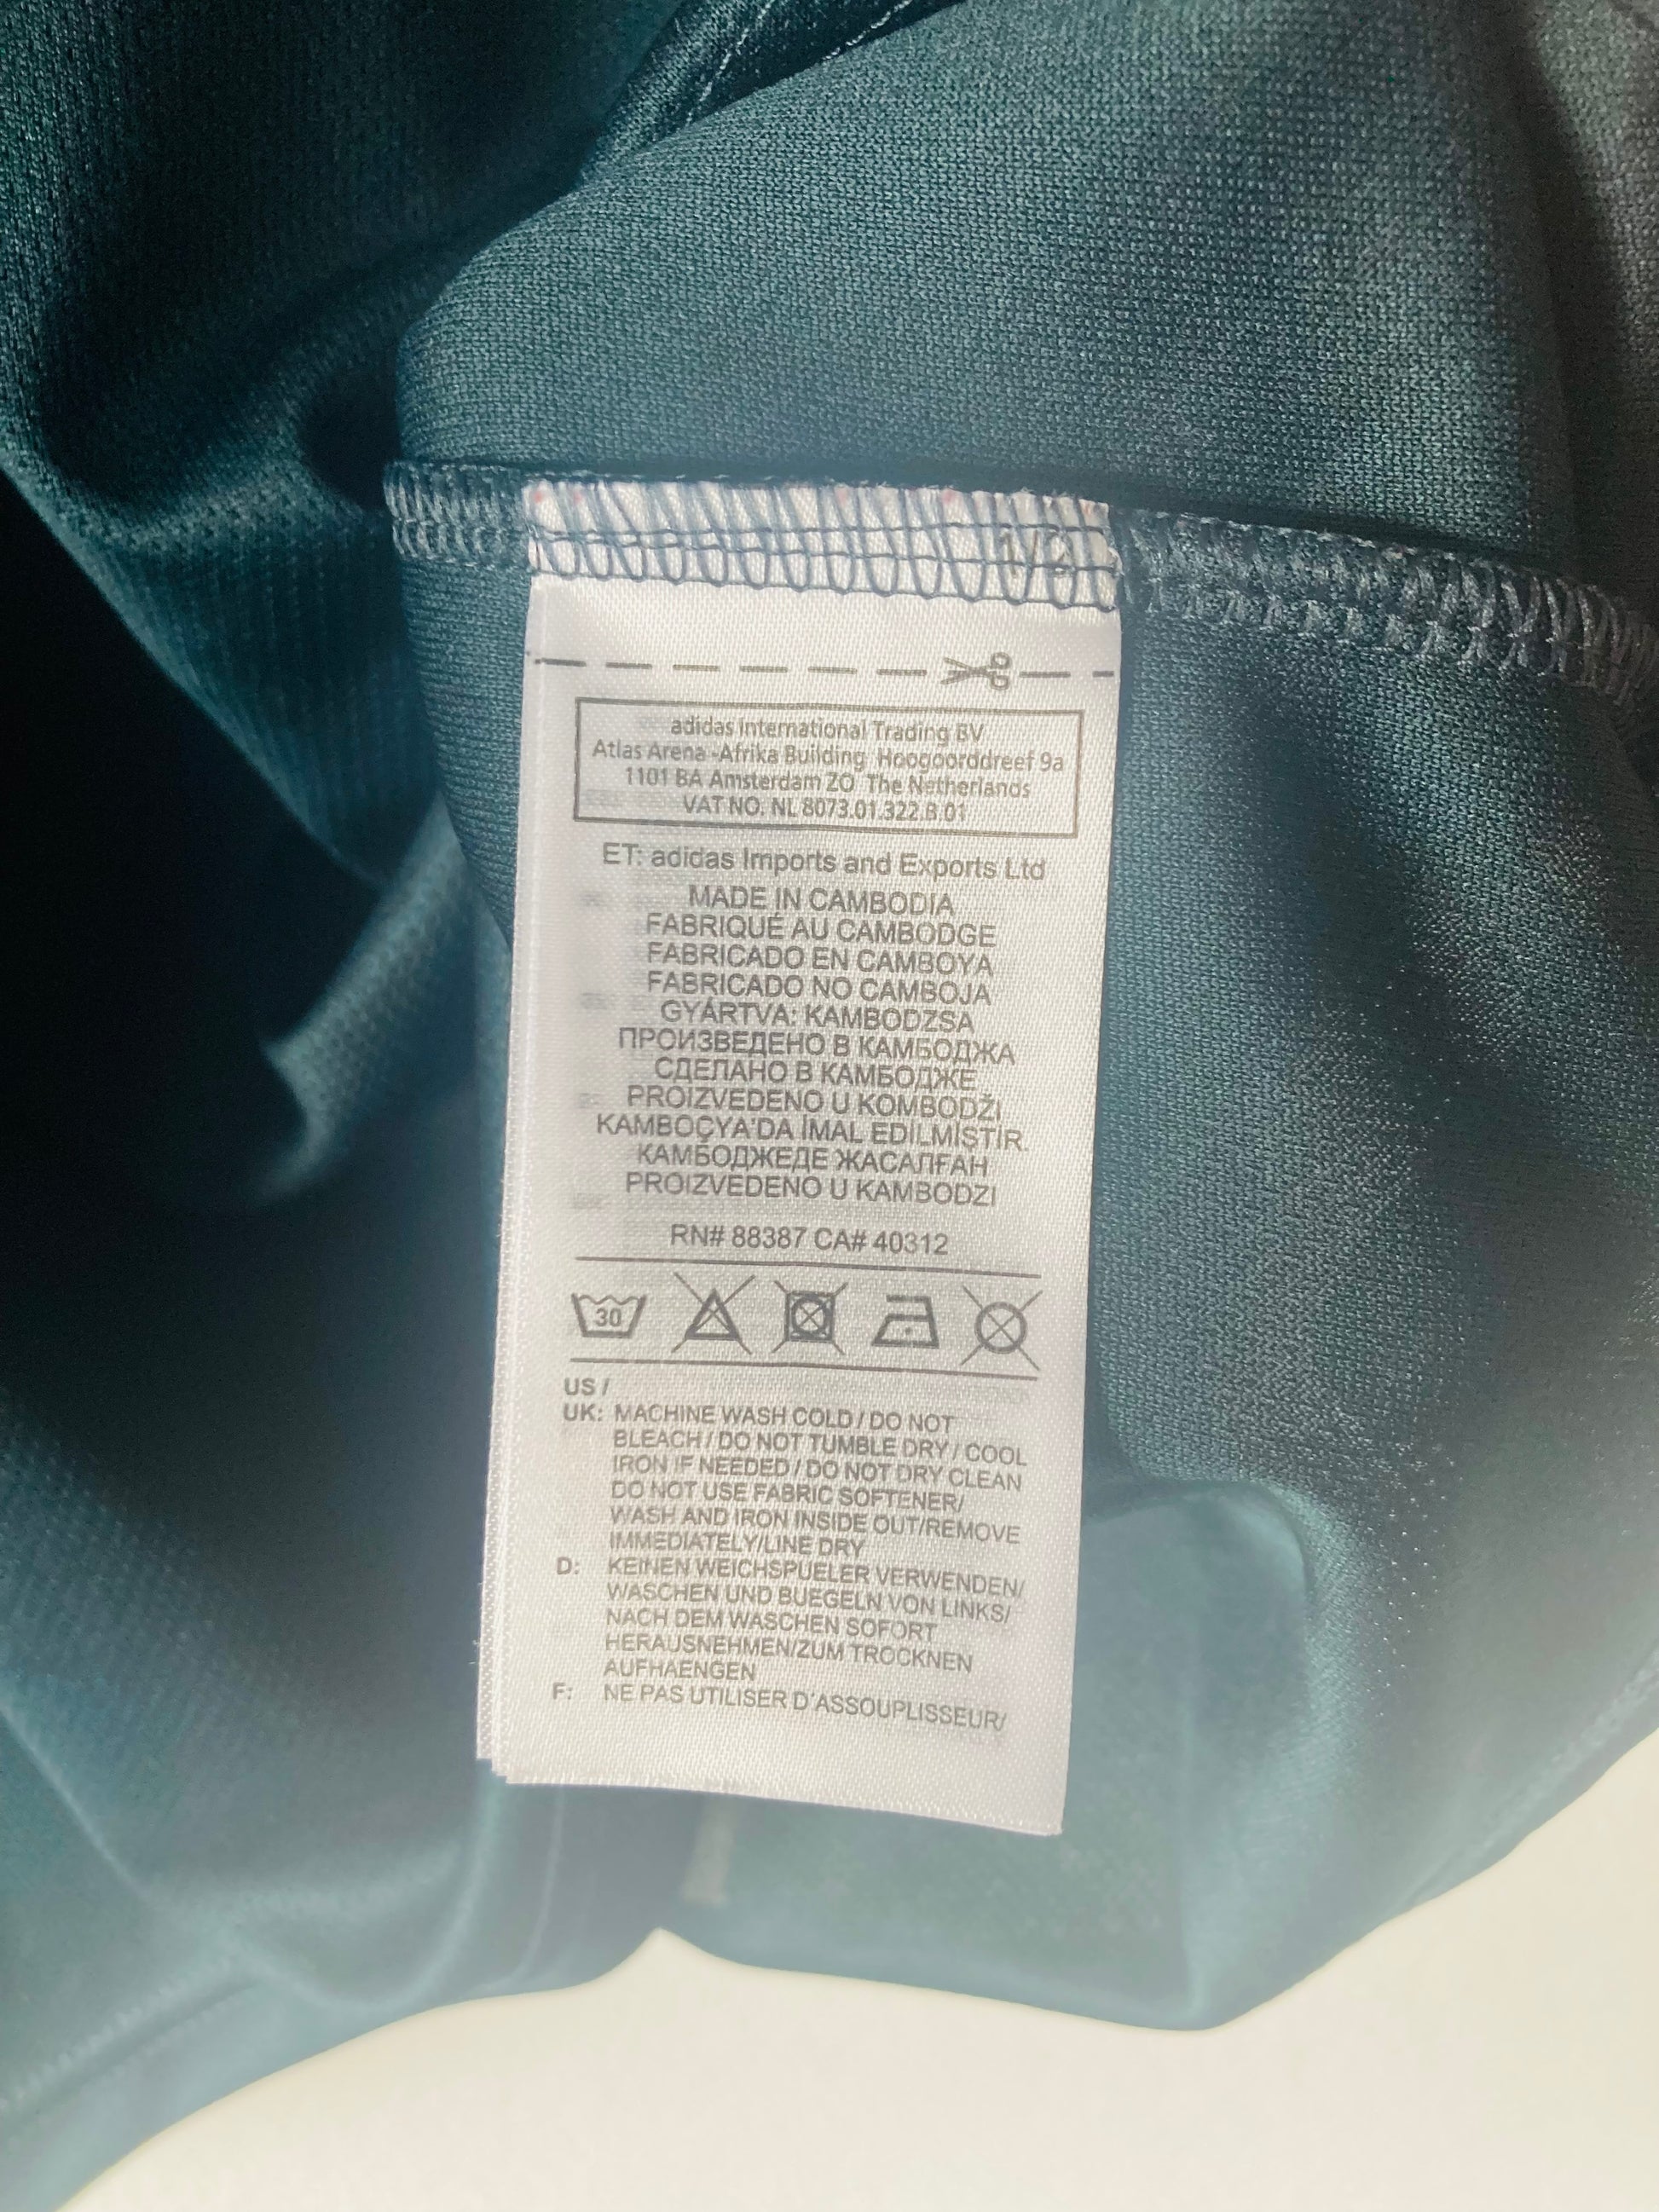 adidas International Trading BV
Atlas Arena -Afrika Building Hoogoorddreef 9a
1101 BA Amsterdam ZO The Netherlands
VAT NO. NL 8073.01.322.B.01
ET: adidas Imports and Exports Ltd
MADE IN CAMBODIA
FABRIQUÉ AU CAMBODGE
FABRICADO EN CAMBOYA
FABRICADO NO CAMBOJA
GYÁRTVA: KAMBODZSA
ПРОИЗВЕДЕНО В КАМБОДЖА
СДЕЛАНО В КАМБОДЖЕ
PROIZVEDENO U KOMBODŽI
KAMBOÇYA'DA İMAL EDİLMİŞTİR.
КАМБОДЖЕДЕ ЖАСАЛҒАН
PROIZVEDENO U KAMBODZI
RN# 88387 CA# 40312
30
US /
UK: MACHINE WASH COLD / DO NOT
BLEACH / DO NOT TUMBLE DRY / COOL
IRON IF NEEDED / DO NOT DRY CLEAN
DO NOT USE FABRIC SOFTENER/
WASH AND IRON INSIDE OUT/REMOVE
IMMEDIATELY/LINE DRY
D: KEINEN WEICHSPUELER VERWENDEN/
WASCHEN UND BUEGELN VON LINKS/
NACH DEM WASCHEN SOFORT
HERAUSNEHMEN/ZUM TROCKNEN
AUFHAENGEN
F: NE PAS UTILISER D'ASSOUPLISSEUR/